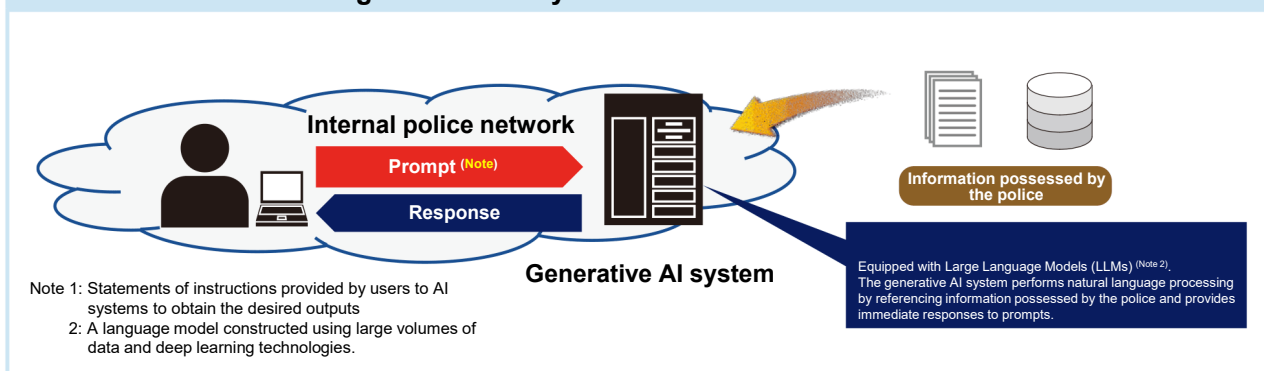 Internal police network
Prompt (Note)
Response
Generative AI system
Information possessed by
the police
Equipped with Large Language Models (LLMs) (Note 2).
The generative AI system performs natural language processing
by referencing information possessed by the police and provides
immediate responses to prompts.
Note 1: Statements of instructions provided by users to AI
systems to obtain the desired outputs
2: A language model constructed using large volumes of
data and deep learning technologies.